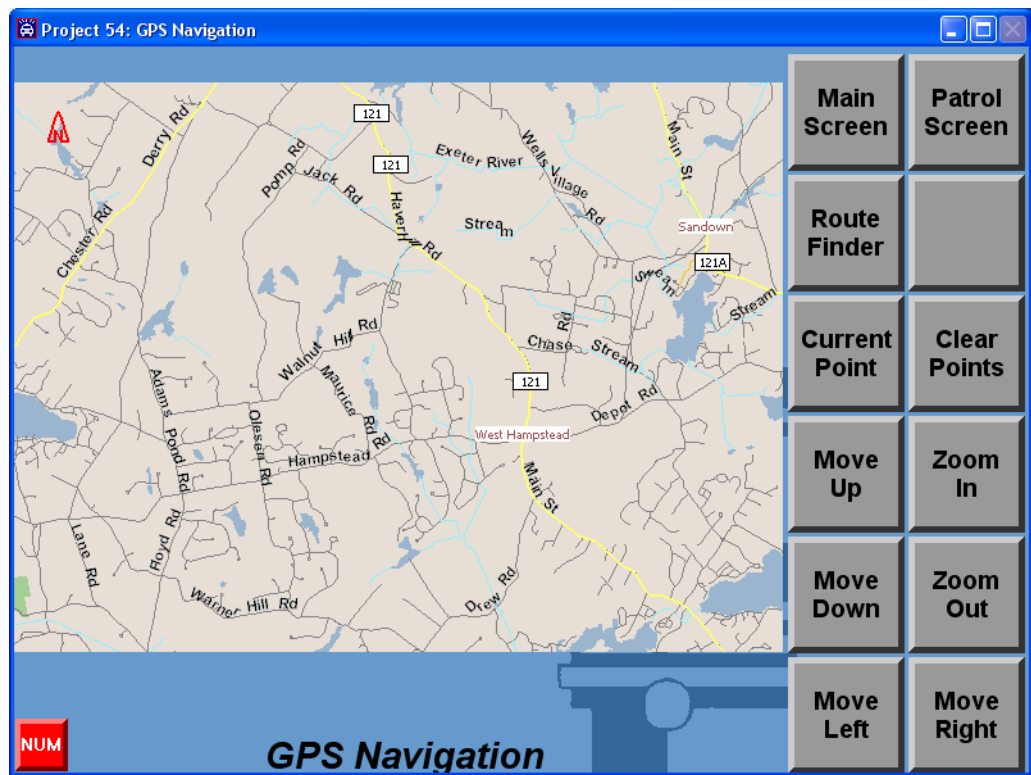 Project 54: GPS Navigation
Main
Screen
Patrol
Screen
Route
Finder
Current
Point
Clear
Points
Move
Up
Zoom
In
Move
Down
Zoom
Out
Move
Left
Move
Right
N
121
121
Derry Rd
Pomp Rd
Jack Rd
Exeter River
Wells Village Rd
Main St
Haverhill Rd
Stream
Sandown
121A
Chester Rd
Stream
Stream
Walnut Hill Rd
Chase Rd
Stream
121
Maurice Rd
Depot Rd
Adams Pond Rd
Olesen Rd
West Hampstead
Hampstead Rd
Main St
Lane Rd
Floyd Rd
Warner Hill Rd
Drew Rd
NUM
GPS Navigation